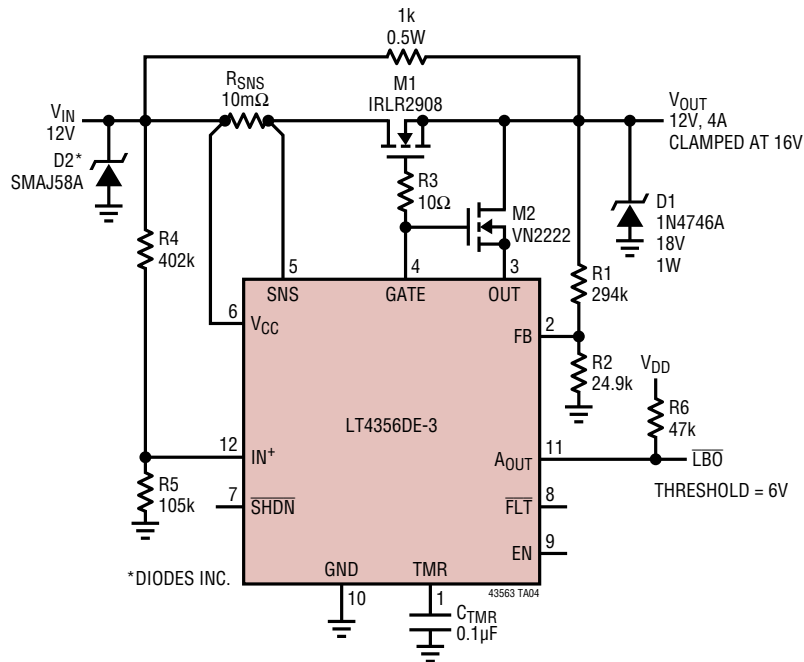 1k
0.5W
RSNS
10mΩ
M1
IRLR2908
VIN
12V
VOUT
12V, 4A
CLAMPED AT 16V
D2*
SMAJ58A
R3
10Ω
M2
VN2222
D1
1N4746A
18V
1W
R4
402k
5
4
3
R1
294k
SNS
GATE
OUT
6
VCC
FB
2
R2
24.9k
VDD
R6
47k
LT4356DE-3
12
IN+
AOUT
11
LBO
THRESHOLD = 6V
R5
105k
7
SHDN
FLT
8
EN
9
*DIODES INC.
GND
TMR
43563 TA04
10
1
CTMR
0.1µF